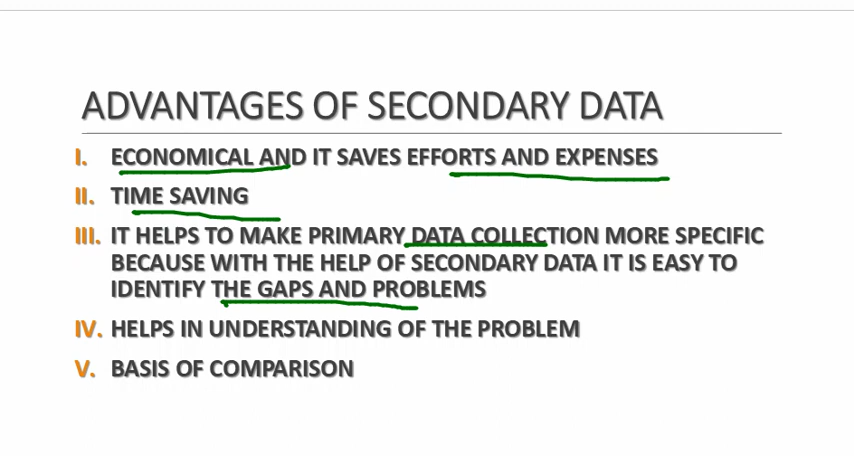 ADVANTAGES OF SECONDARY DATA
I. ECONOMICAL AND IT SAVES EFFORTS AND EXPENSES
II. TIME SAVING
III. IT HELPS TO MAKE PRIMARY DATA COLLECTION MORE SPECIFIC
BECAUSE WITH THE HELP OF SECONDARY DATA IT IS EASY TO
IDENTIFY THE GAPS AND PROBLEMS
IV. HELPS IN UNDERSTANDING OF THE PROBLEM
V. BASIS OF COMPARISON